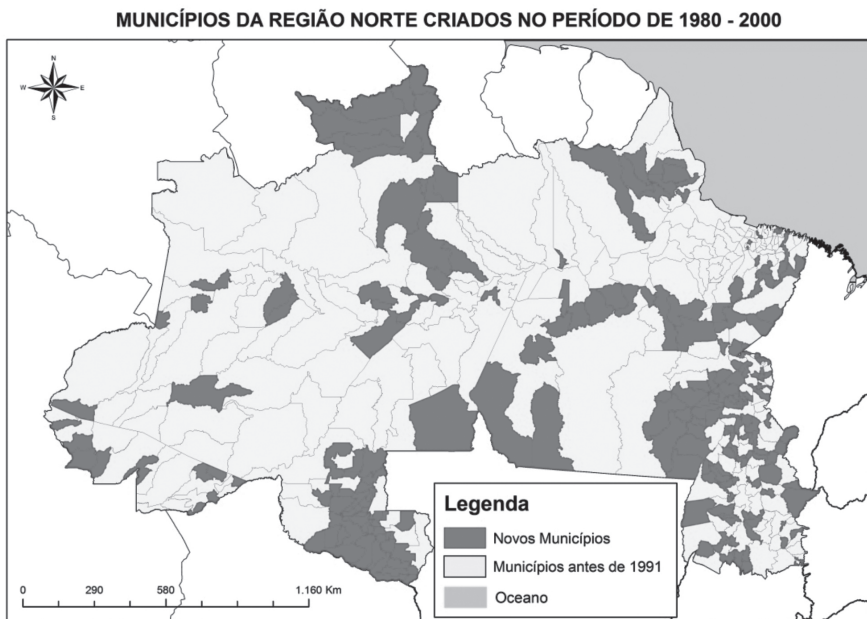 MUNICÍPIOS DA REGIÃO NORTE CRIADOS NO PERÍODO DE 1980 - 2000
N
W
E
S
Legenda
Novos Municípios
Municípios antes de 1991
Oceano
0 290 580 1.160 Km